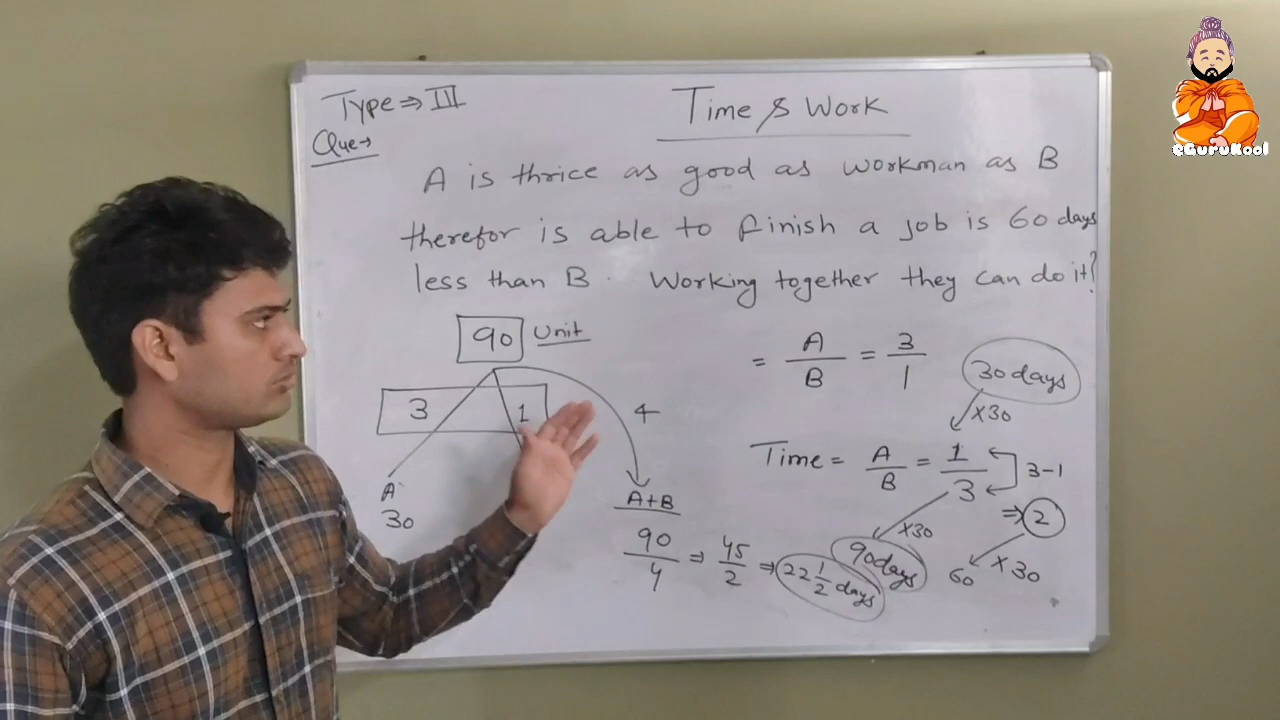 Type ⇒ III
Time & Work
Que →
A is thrice as good as workman as B
therefor is able to finish a job is 60 days
less than B. Working together they can do it?
90 Unit
3 1
4
A
30
A+B
90/4 ⇒ 45/2 ⇒ 22 1/2 days
= A/B = 3/1
30 days
×30
Time = A/B = 1/3
3-1
⇒ 2
×30
90 days
60 ×30
eGuruKool